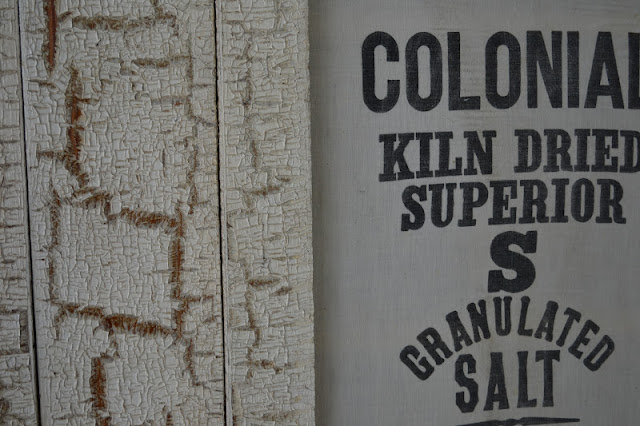 COLONIAL
KILN DRIED
SUPERIOR
S
GRANULATED
SALT